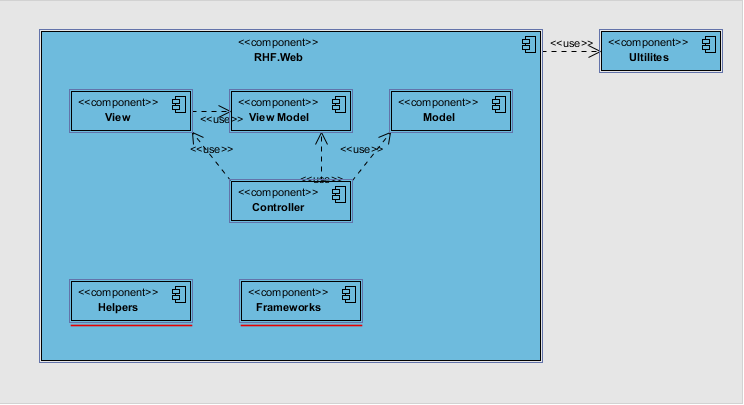 <<component>>
RHF.Web
<<use>>
<<component>>
Ultilites
<<component>>
View
<<use>>
<<component>>
View Model
<<component>>
Model
<<use>>
<<use>>
<<use>>
<<component>>
Controller
<<component>>
Helpers
<<component>>
Frameworks